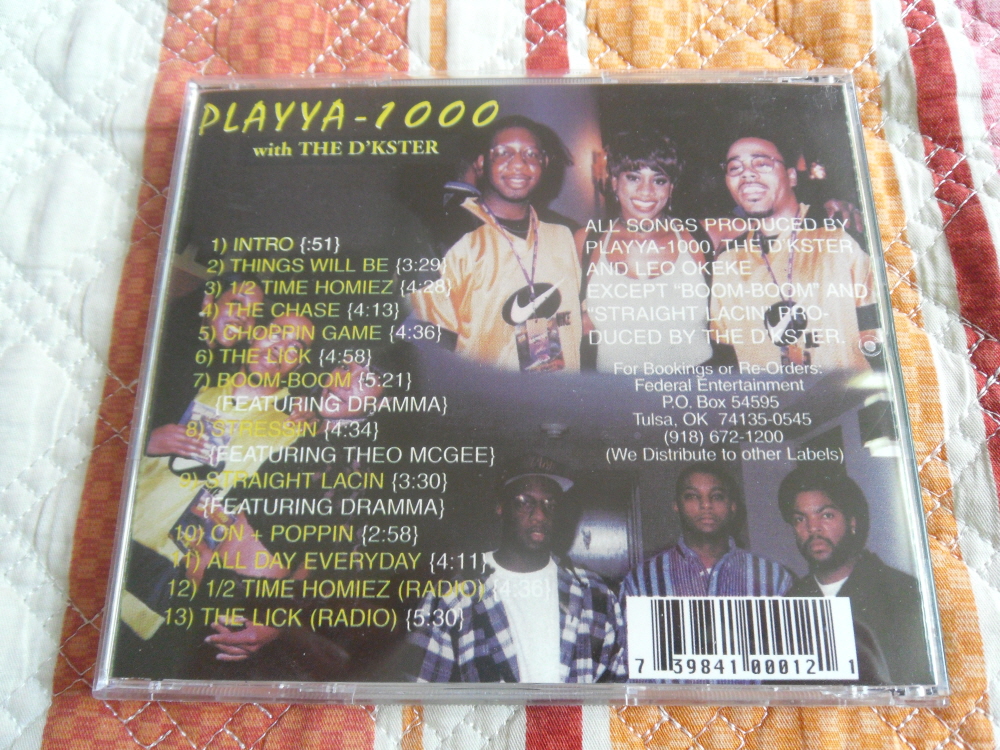 PLAYYA-1000
with THE D'KSTER
1) INTRO {:51}
2) THINGS WILL BE {3:29}
3) 1/2 TIME HOMIEZ {4:28}
4) THE CHASE {4:13}
5) CHOPPIN GAME {4:36}
6) THE LICK {4:58}
7) BOOM-BOOM {5:21}
{FEATURING DRAMMA}
8) STRESSIN {4:34}
{FEATURING THEO MCGEE}
9) STRAIGHT LACIN {3:30}
{FEATURING DRAMMA}
10) ON + POPPIN {2:58}
11) ALL DAY EVERYDAY {4:11}
12) 1/2 TIME HOMIEZ (RADIO) {4:36}
13) THE LICK (RADIO) {5:30}
ALL SONGS PRODUCED BY
PLAYYA-1000, THE D'KSTER
AND LEO OKEKE
EXCEPT "BOOM-BOOM" AND
"STRAIGHT LACIN" PRO-
DUCED BY THE D'KSTER.
For Bookings or Re-Orders:
Federal Entertainment
P.O. Box 54595
Tulsa, OK 74135-0545
(918) 672-1200
(We Distribute to other Labels)
7 39841 00012 1